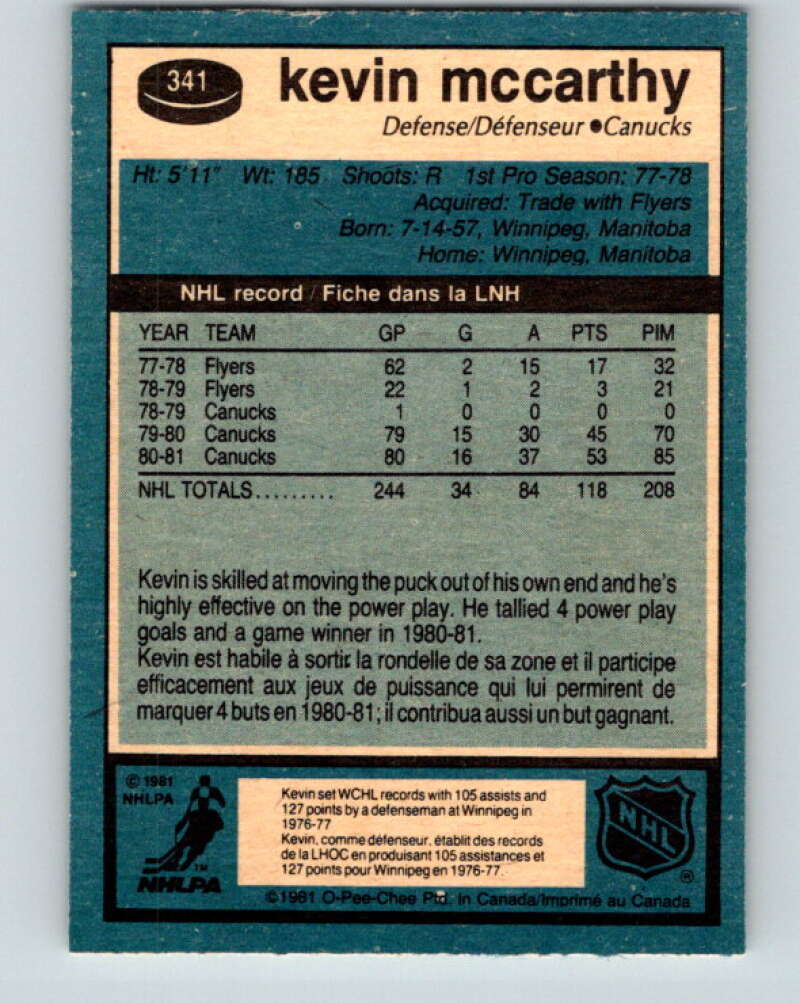 341
kevin mccarthy
Defense/Défenseur ●Canucks
Ht: 5'11" Wt: 185 Shoots: R 1st Pro Season: 77-78
Acquired: Trade with Flyers
Born: 7-14-57, Winnipeg, Manitoba
Home: Winnipeg, Manitoba
NHL record / Fiche dans la LNH
YEAR TEAM GP G A PTS PIM
77-78 Flyers 62 2 15 17 32
78-79 Flyers 22 1 2 3 21
78-79 Canucks 1 0 0 0 0
79-80 Canucks 79 15 30 45 70
80-81 Canucks 80 16 37 53 85
NHL TOTALS......... 244 34 84 118 208
Kevin is skilled at moving the puck out of his own end and he's
highly effective on the power play. He tallied 4 power play
goals and a game winner in 1980-81.
Kevin est habile à sortir la rondelle de sa zone et il participe
efficacement aux jeux de puissance qui lui permirent de
marquer 4 buts en 1980-81; il contribua aussi un but gagnant.
© 1981
NHLPA
Kevin set WCHL records with 105 assists and
127 points by a defenseman at Winnipeg in
1976-77
Kevin, comme défenseur, établit des records
de la LHOC en produisant 105 assistances et
127 points pour Winnipeg en 1976-77.
TM
NHLPA
NHL
®
©1981 O-Pee-Chee Ptd. in Canada/Imprimé au Canada